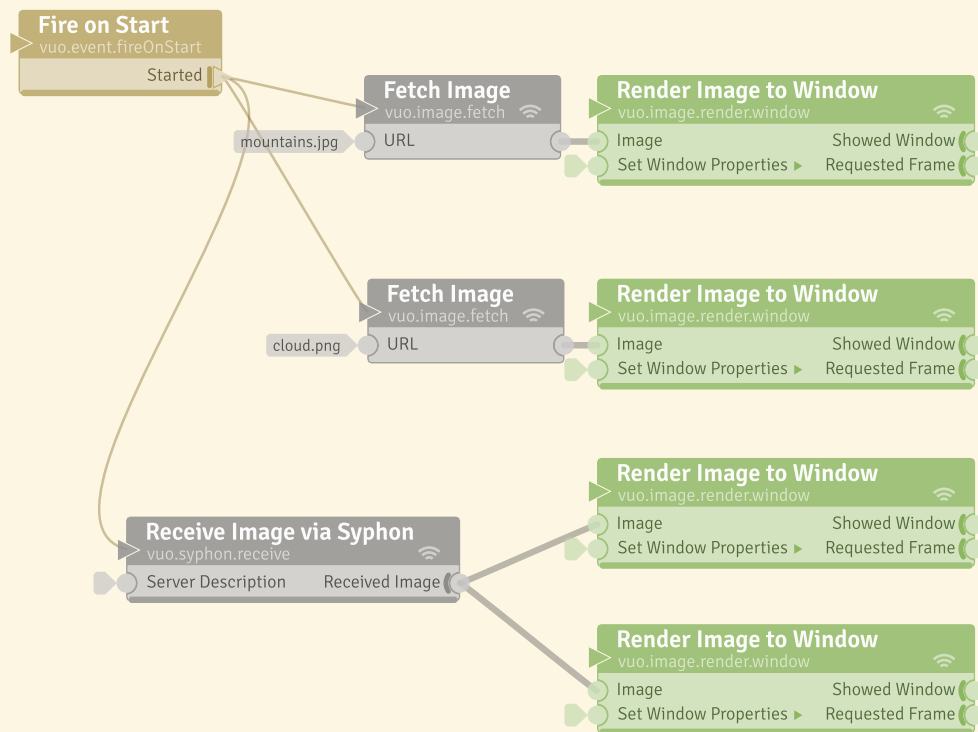 Fire on Start
vuo.event.fireOnStart
Started
Fetch Image
vuo.image.fetch
mountains.jpg
URL
Render Image to Window
vuo.image.render.window
Image Showed Window
Set Window Properties Requested Frame
Fetch Image
vuo.image.fetch
cloud.png
URL
Render Image to Window
vuo.image.render.window
Image Showed Window
Set Window Properties Requested Frame
Render Image to Window
vuo.image.render.window
Image Showed Window
Set Window Properties Requested Frame
Receive Image via Syphon
vuo.syphon.receive
Server Description Received Image
Render Image to Window
vuo.image.render.window
Image Showed Window
Set Window Properties Requested Frame